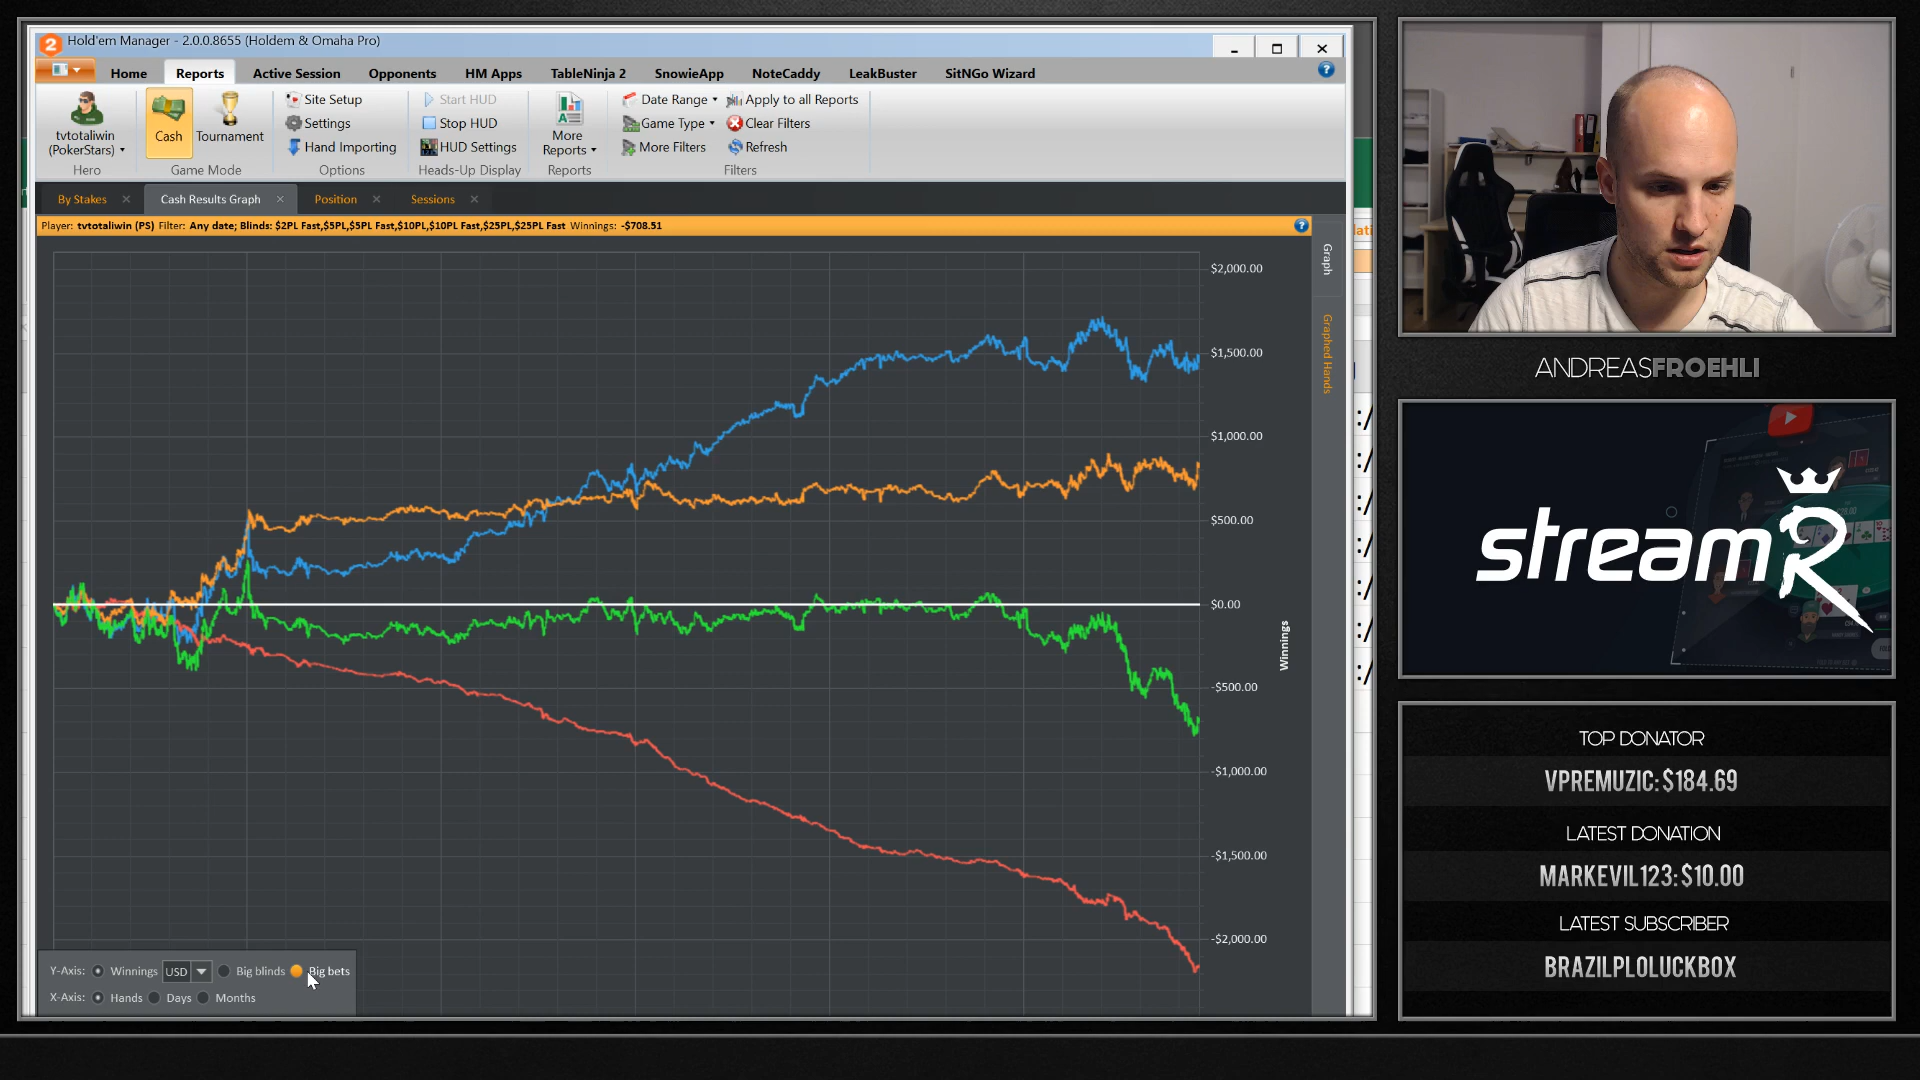 2 Hold'em Manager - 2.0.0.8655 (Holdem & Omaha Pro)
Home Reports Active Session Opponents HM Apps TableNinja 2 SnowieApp NoteCaddy LeakBuster SitNGo Wizard ?
tvtotaliwin
(PokerStars)
Hero
Cash Tournament
Game Mode
Site Setup
Settings
Hand Importing
Options
Start HUD
Stop HUD
HUD Settings
Heads-Up Display
More
Reports
Reports
Date Range Apply to all Reports
Game Type Clear Filters
More Filters Refresh
Filters
By Stakes Cash Results Graph Position Sessions
Player: tvtotaliwin (PS) Filter: Any date; Blinds: $2PL Fast,$5PL,$5PL Fast,$10PL,$10PL Fast,$25PL,$25PL Fast Winnings: -$708.51 ?
Graph
Graphed Hands
$2,000.00
$1,500.00
$1,000.00
$500.00
$0.00
-$500.00
-$1,000.00
-$1,500.00
-$2,000.00
Winnings
Y-Axis: Winnings USD Big blinds Big bets
X-Axis: Hands Days Months
ANDREASFROEHLI
streamR
TOP DONATOR
VPREMUZIC: $184.69
LATEST DONATION
MARKEVIL123: $10.00
LATEST SUBSCRIBER
BRAZILPLOLUCKBOX